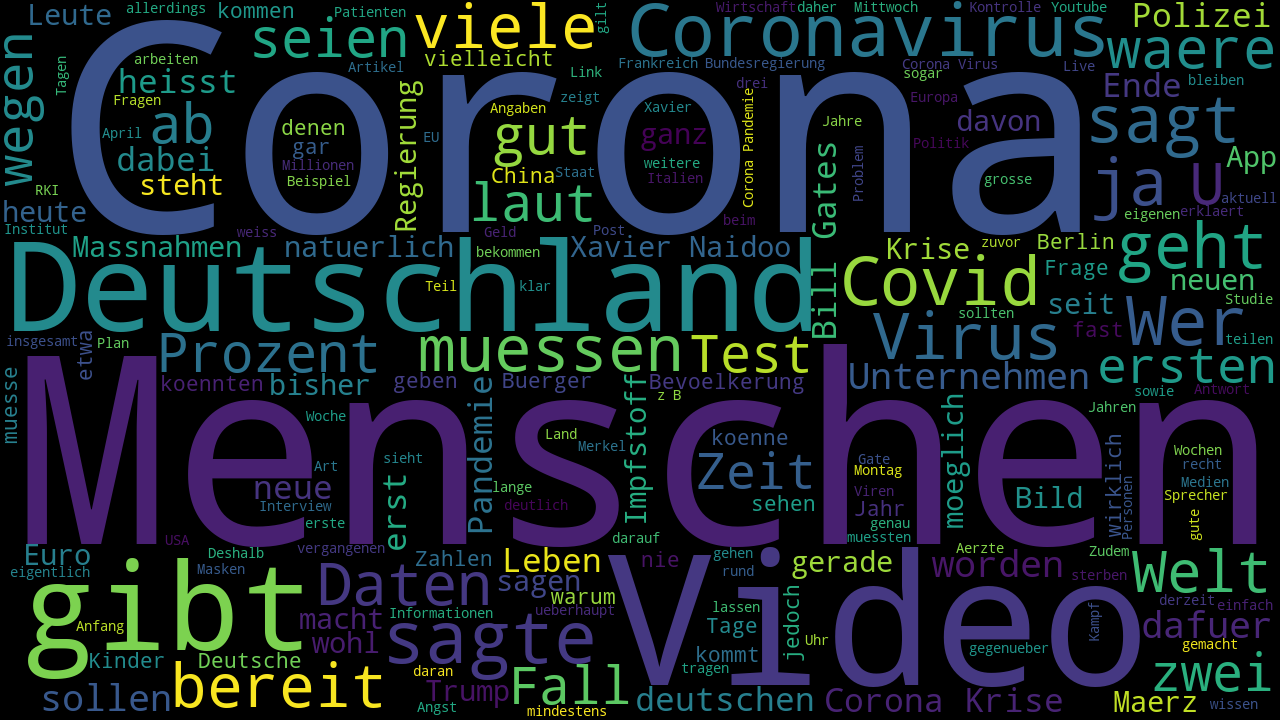 Leute
allerdings
kommen
Patienten
viele
gilt
Coronavirus
Wirtschaft
daher
Mittwoch
Kontrolle
Youtube
Polizei
wegen
Tagen
Corona
arbeiten
seien
Artikel
vielleicht
Link
Frankreich
Bundesregierung
Corona Virus
Live
waere
heisst
Fragen
zeigt
drei
sogar
Ende
bleiben
April
ab
denen
gar
Millionen
Beispiel
Regierung
EU
Angaben
gut
Xavier
ganz
weitere
Italien
Corona Pandemie
Jahre
Europa
Politik
davon
sagt
App
dabei
RKI
steht
China
Staat
Gates
Problem
grosse
ja
U
aktuell
heute
Institut
weiss
laut
Geld
Post
beim
eigenen
erklaert
Massnahmen
natuerlich
bekommen
Xavier Naidoo
Krise
zuvor
Berlin
geht
Deutschland
Teil
klar
Bill
Covid
Frage
neuen
seit
Studie
sollten
insgesamt
Plan
etwa
Prozent
muessen
Test
Virus
fast
Wer
teilen
muesse
koennten
bisher
geben
Buerger
Bevoelkerung
Unternehmen
ersten
z B
sowie
Antwort
Menschen
Woche
Pandemie
Land
Merkel
Impfstoff
koenne
moeglich
Jahren
Art
sieht
Zeit
Gate
Montag
Wirklich
Wochen
recht
neue
Interview
erst
lange
deutlich
sehen
Viren
Jahr
Bild
Personen
Medien
Sprecher
erste
genau
gute
USA
vergangenen
darauf
muessten
Euro
Deshalb
Zahlen
Leben
nie
gehen
gerade
Aerzte
Zudem
eigentlich
Masken
rund
worden
sterben
Welt
gibt
Daten
sagen
warum
Video
lassen
jedoch
derzeit
einfach
Anfang
macht
Informationen
ueberhaupt
Tage
Uhr
Kampf
dafuer
wohl
sagte
kommt
gegenueber
gemacht
Kinder
Deutsche
daran
tragen
zwei
sollen
bereit
Trump
Fall
deutschen
Corona Krise
Maerz
wissen
Angst
mindestens